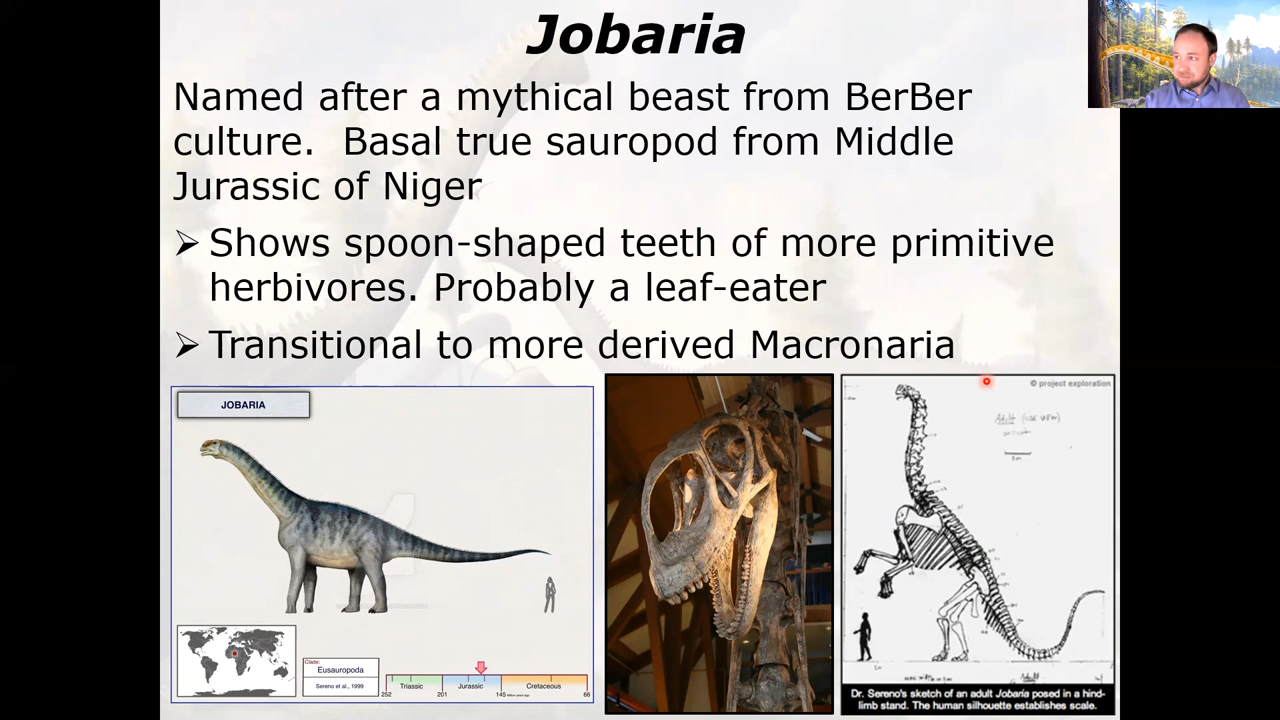 Jobaria
Named after a mythical beast from BerBer
culture.  Basal true sauropod from Middle
Jurassic of Niger
➢ Shows spoon-shaped teeth of more primitive
herbivores. Probably a leaf-eater
➢ Transitional to more derived Macronaria
JOBARIA
Clade:
Eusauropoda
Sereno et al., 1999
Triassic
Jurassic
Cretaceous
252
201
145 Million years ago
66
© project exploration
Adult
Dr. Sereno's sketch of an adult Jobaria posed in a hind-
limb stand. The human silhouette establishes scale.